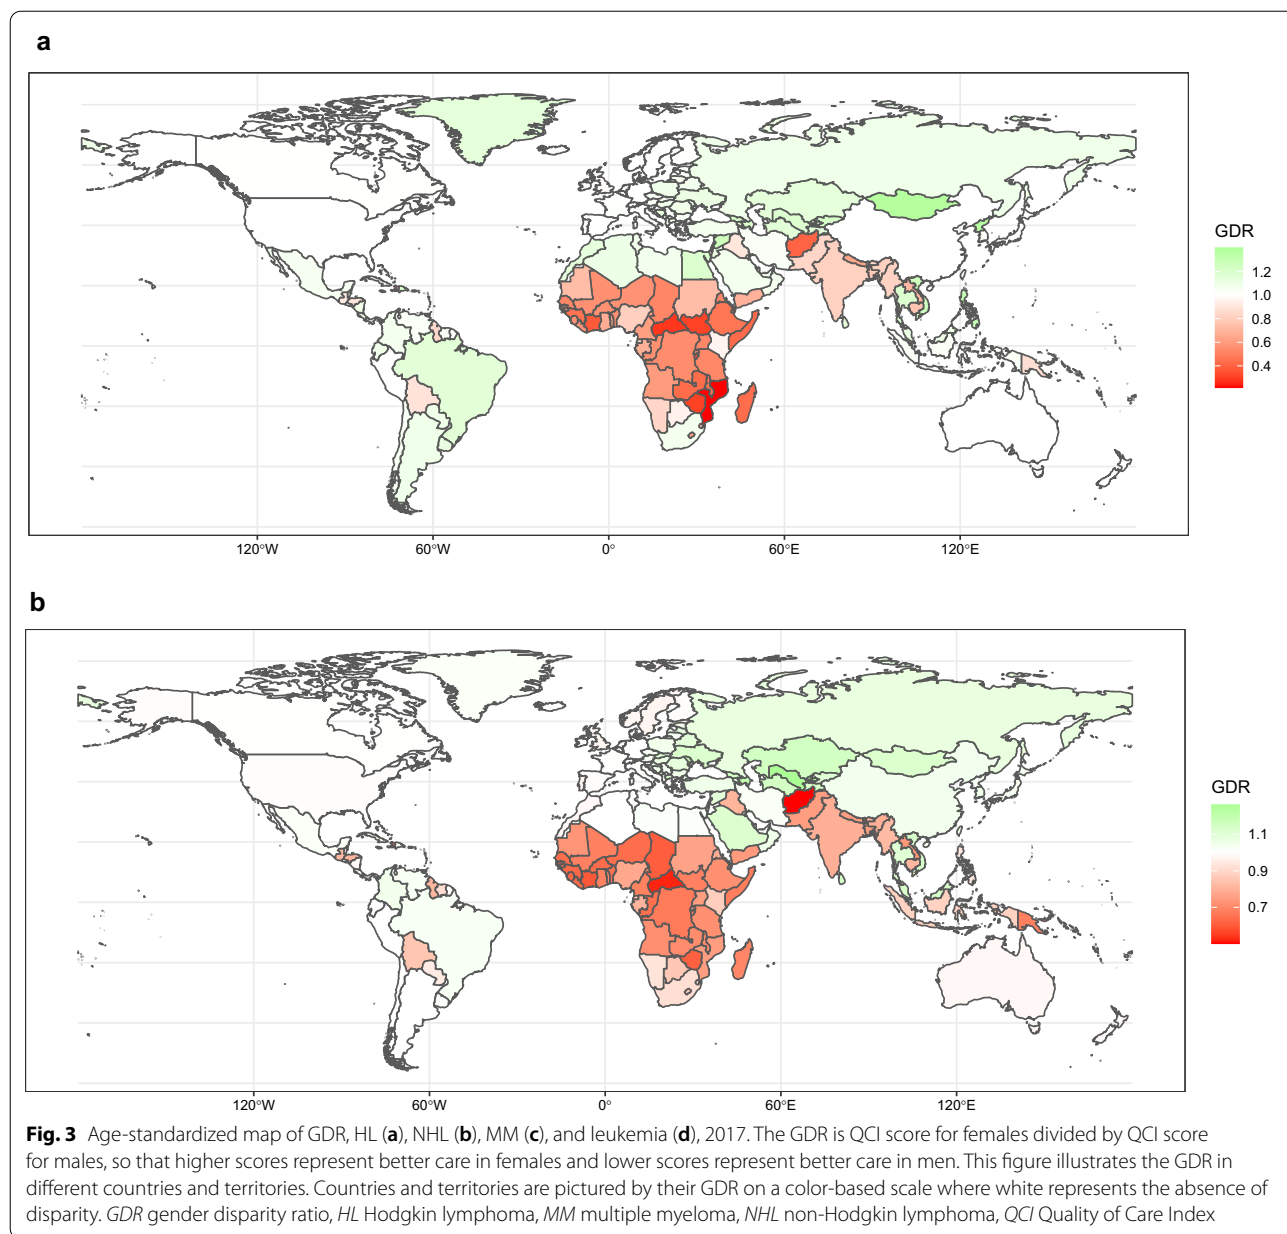 a
GDR
1.2
1.0
0.8
0.6
0.4
120°W 60°W 0° 60°E 120°E
b
GDR
1.1
0.9
0.7
120°W 60°W 0° 60°E 120°E
Fig. 3 Age-standardized map of GDR, HL (a), NHL (b), MM (c), and leukemia (d), 2017. The GDR is QCI score for females divided by QCI score
for males, so that higher scores represent better care in females and lower scores represent better care in men. This figure illustrates the GDR in
different countries and territories. Countries and territories are pictured by their GDR on a color-based scale where white represents the absence of
disparity. GDR gender disparity ratio, HL Hodgkin lymphoma, MM multiple myeloma, NHL non-Hodgkin lymphoma, QCI Quality of Care Index